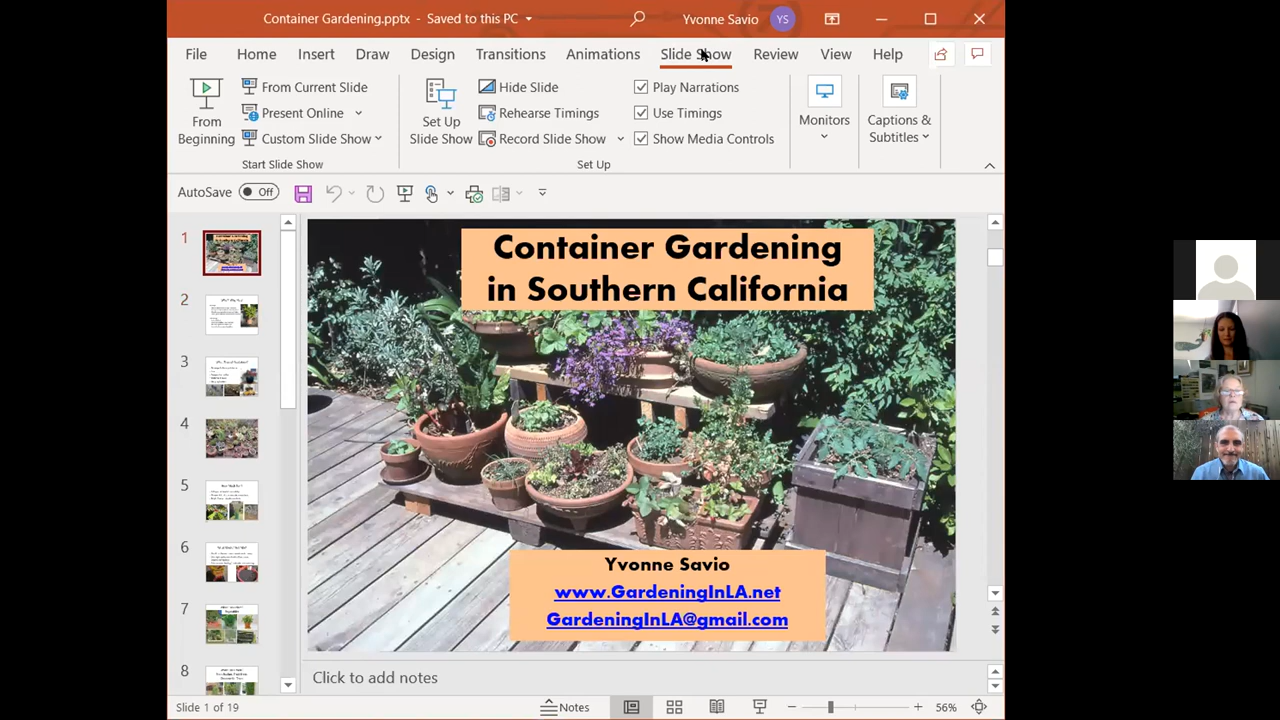 Container Gardening.pptx - Saved to this PC
Yvonne Savio
YS
File
Home
Insert
Draw
Design
Transitions
Animations
Slide Show
Review
View
Help
From Beginning
From Current Slide
Present Online
Custom Slide Show
Start Slide Show
Set Up Slide Show
Hide Slide
Rehearse Timings
Record Slide Show
Play Narrations
Use Timings
Show Media Controls
Set Up
Monitors
Captions & Subtitles
AutoSave
Off
1
2
3
4
5
6
7
8
Container Gardening
in Southern California
Yvonne Savio
www.GardeningInLA.net
GardeningInLA@gmail.com
Click to add notes
Slide 1 of 19
Notes
56%